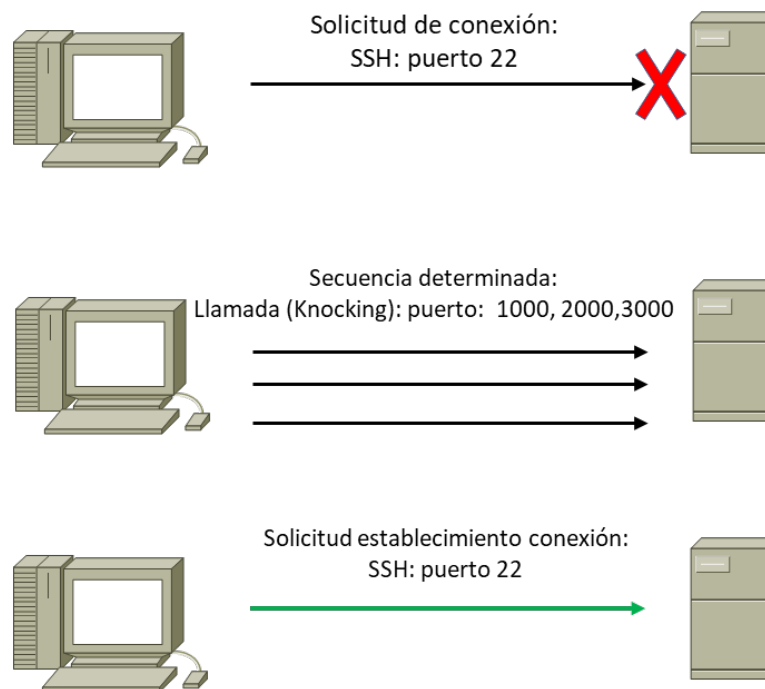 Solicitud de conexión:
SSH: puerto 22
Secuencia determinada:
Llamada (Knocking): puerto:  1000, 2000,3000
Solicitud establecimiento conexión:
SSH: puerto 22